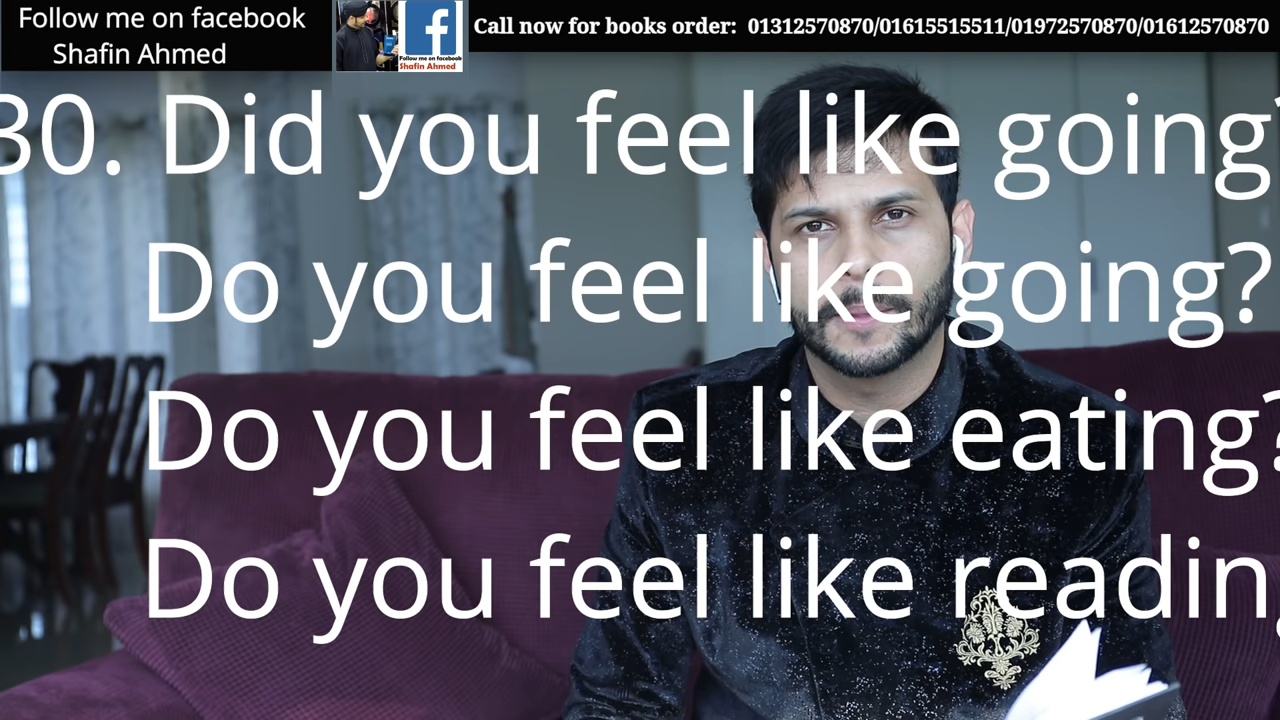 Follow me on facebook
Shafin Ahmed
Follow me on facebook
Shafin Ahmed
Call now for books order: 01312570870/01615515511/01972570870/01612570870
30. Did you feel like going?
Do you feel like going?
Do you feel like eating?
Do you feel like readin